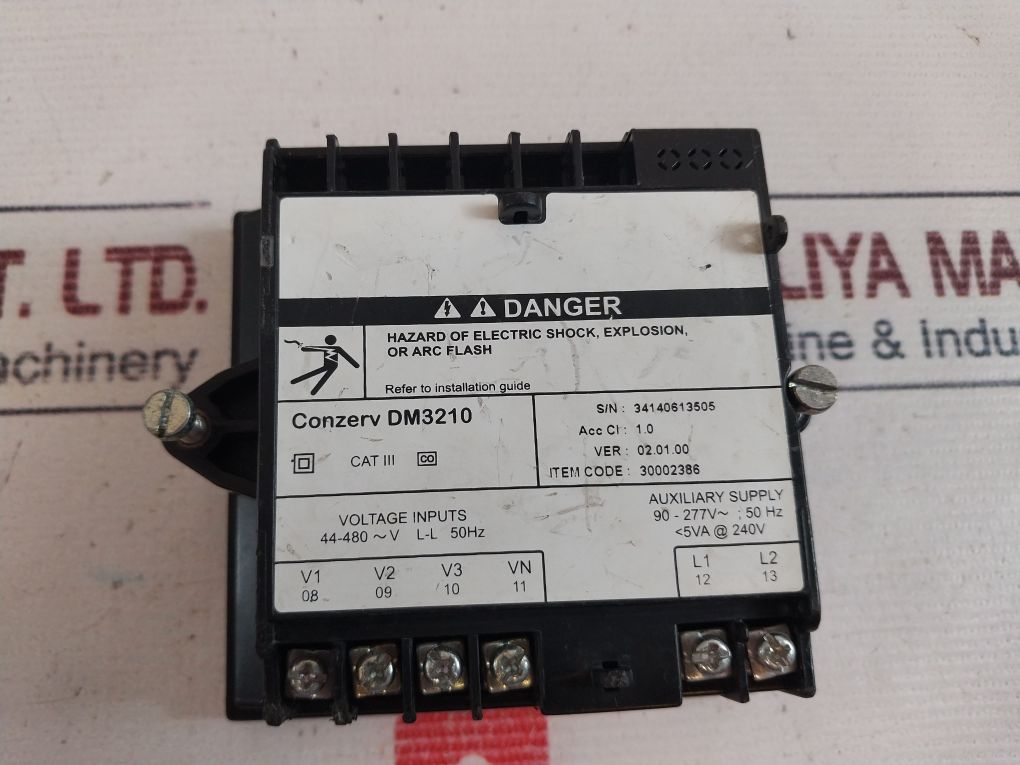 T. LTD.
achinery
LIYA MA
ine & Indu
DANGER
HAZARD OF ELECTRIC SHOCK, EXPLOSION,
OR ARC FLASH
Refer to installation guide
Conzerv DM3210
CAT III CO
S/N : 34140613505
Acc Cl : 1.0
VER : 02.01.00
ITEM CODE : 30002386
VOLTAGE INPUTS
44-480 ~ V L-L 50Hz
AUXILIARY SUPPLY
90 - 277V~ : 50 Hz
<5VA @ 240V
V1 V2 V3 VN
08 09 10 11
L1 L2
12 13